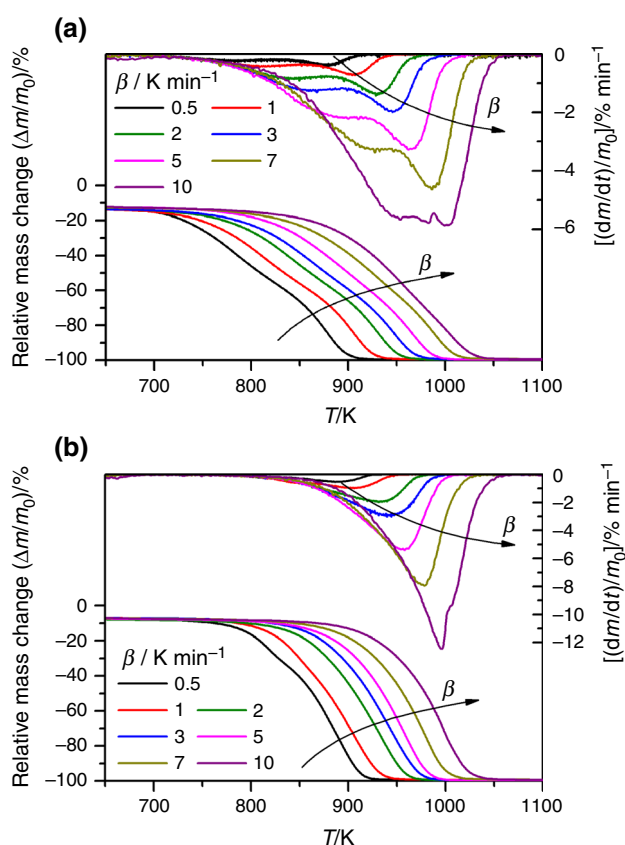 (a)
Relative mass change (Δm/m0)/%
β / K min−1
0.5 1
2 3
5 7
10
0
−20
−40
−60
−80
−100
0
−2
−4
−6
[(dm/dt)/m0]/% min−1
β
β
700 800 900 1000 1100
T/K
(b)
Relative mass change (Δm/m0)/%
0
−20
−40
−60
−80
−100
β / K min−1
0.5
1 2
3 5
7 10
0
−2
−4
−6
−8
−10
−12
[(dm/dt)/m0]/% min−1
β
β
700 800 900 1000 1100
T/K